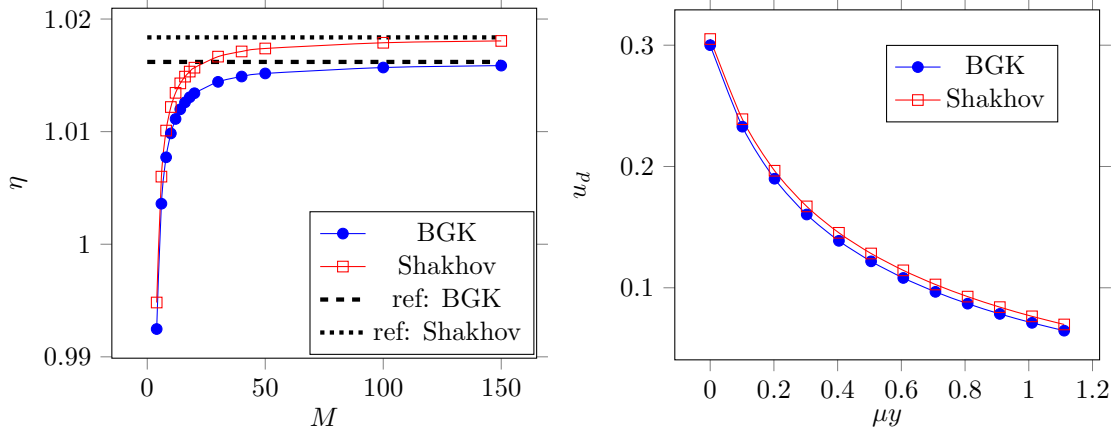 1.02
1.01
1
0.99
η
0
50
100
150
M
BGK
Shakhov
ref: BGK
ref: Shakhov
0.3
0.2
0.1
u_d
0
0.2
0.4
0.6
0.8
1
1.2
μy
BGK
Shakhov